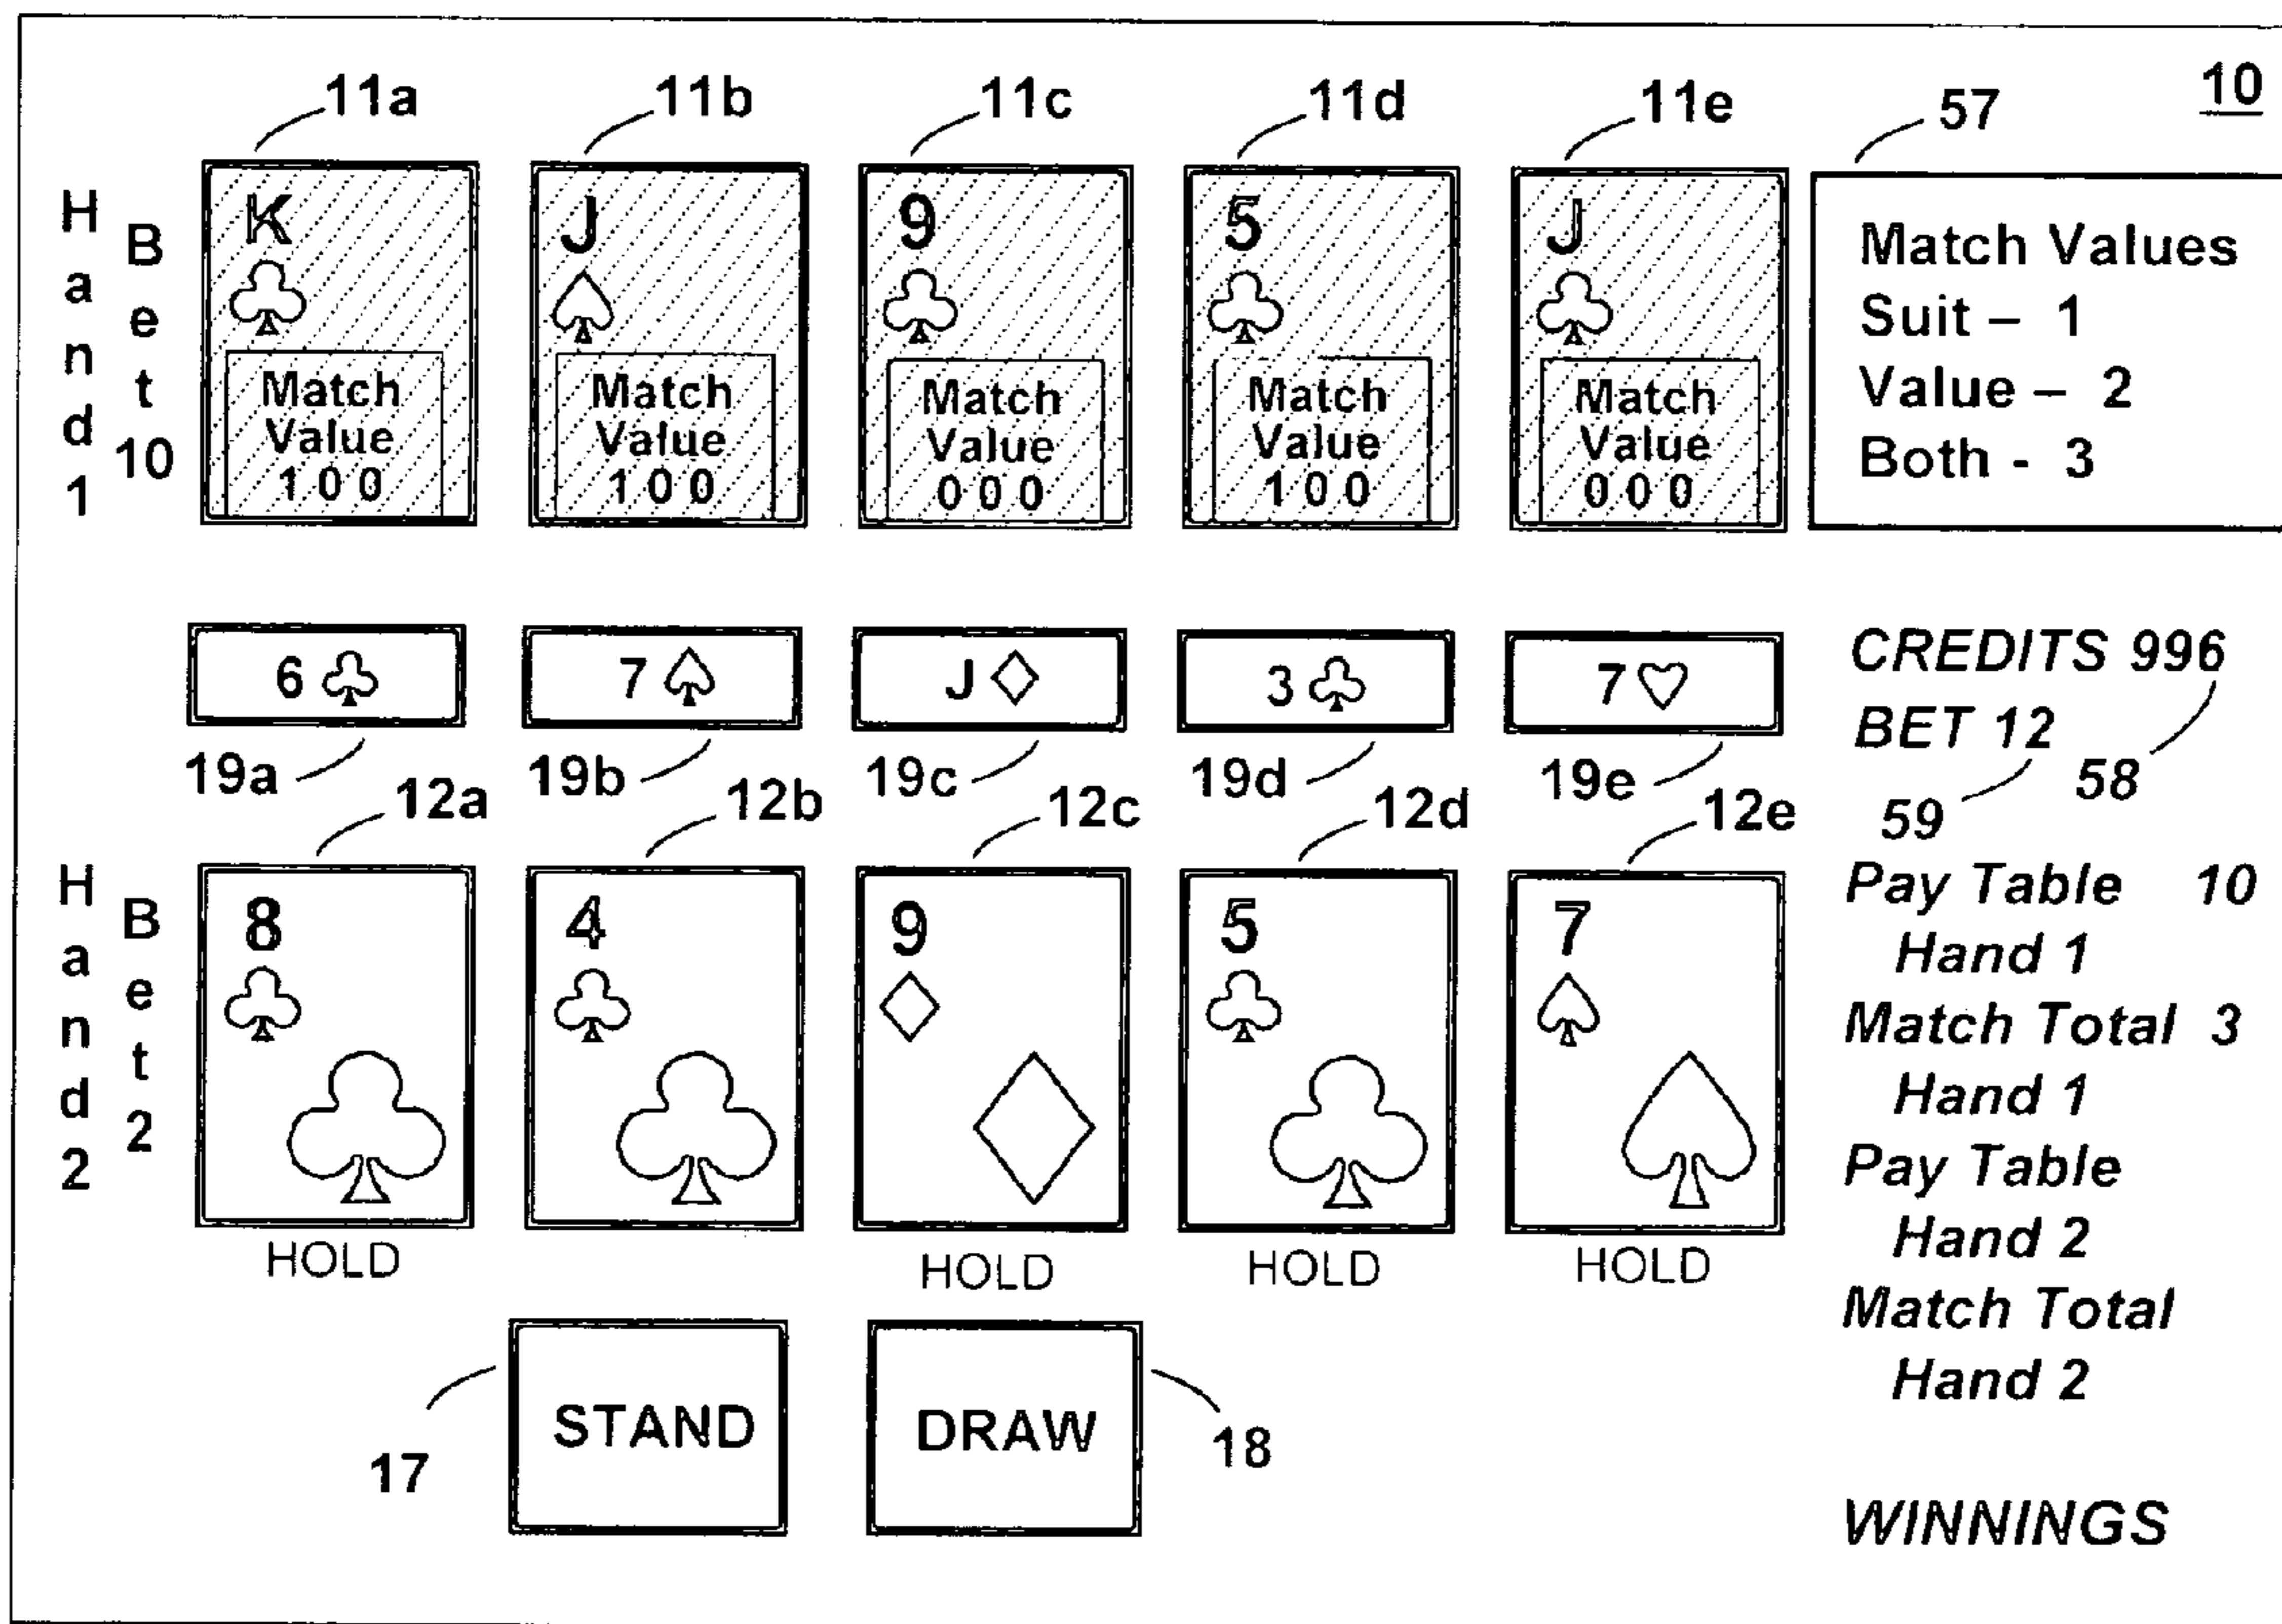 10
11a 11b 11c 11d 11e 57
Hand1
Bet10
K
Match
Value
1 0 0
J
Match
Value
1 0 0
9
Match
Value
0 0 0
5
Match
Value
1 0 0
J
Match
Value
0 0 0
Match Values
Suit – 1
Value – 2
Both - 3
6♧ 7♤ J♢ 3♧ 7♡
19a 19b 19c 19d 19e
CREDITS 996
BET 12
58
59
12a 12b 12c 12d 12e
Hand2
Bet2
8
4
9
5
7
HOLD HOLD HOLD HOLD
Pay Table 10
Hand 1
Match Total 3
Hand 1
Pay Table
Hand 2
Match Total
Hand 2
STAND
DRAW
17
18
WINNINGS